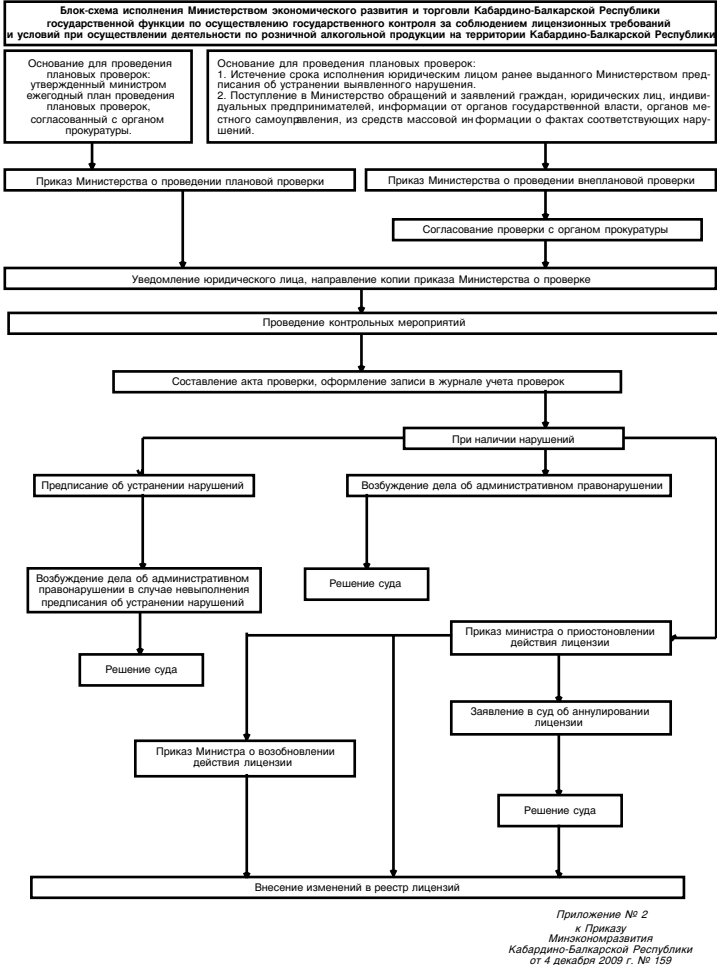 Блок-схема исполнения Министерством экономического развития и торговли Кабардино-Балкарской Республики
государственной функции по осуществлению государственного контроля за соблюдением лицензионных требований
и условий при осуществлении деятельности по розничной алкогольной продукции на территории Кабардино-Балкарской Республики
Основание для проведения
плановых проверок:
утвержденный министром
ежегодный план проведения
плановых проверок,
согласованный с органом
прокуратуры.
Основание для проведения плановых проверок:
1. Истечение срока исполнения юридическим лицом ранее выданного Министерством пред-
писания об устранении выявленного нарушения.
2. Поступление в Министерство обращений и заявлений граждан, юридических лиц, индиви-
дуальных предпринимателей, информации от органов государственной власти, органов ме-
стного самоуправления, из средств массовой информации о фактах соответствующих нару-
шений.
Приказ Министерства о проведении плановой проверки
Приказ Министерства о проведении внеплановой проверки
Согласование проверки с органом прокуратуры
Уведомление юридического лица, направление копии приказа Министерства о проверке
Проведение контрольных мероприятий
Составление акта проверки, оформление записи в журнале учета проверок
При наличии нарушений
Предписание об устранении нарушений
Возбуждение дела об административном правонарушении
Возбуждение дела об административном
правонарушении в случае невыполнения
предписания об устранении нарушений
Решение суда
Приказ министра о приостоновлении
действия лицензии
Решение суда
Заявление в суд об аннулировании
лицензии
Приказ Министра о возобновлении
действия лицензии
Решение суда
Внесение изменений в реестр лицензий
Приложение № 2
к Приказу
Минэкономразвития
Кабардино-Балкарской Республики
от 4 декабря 2009 г. № 159